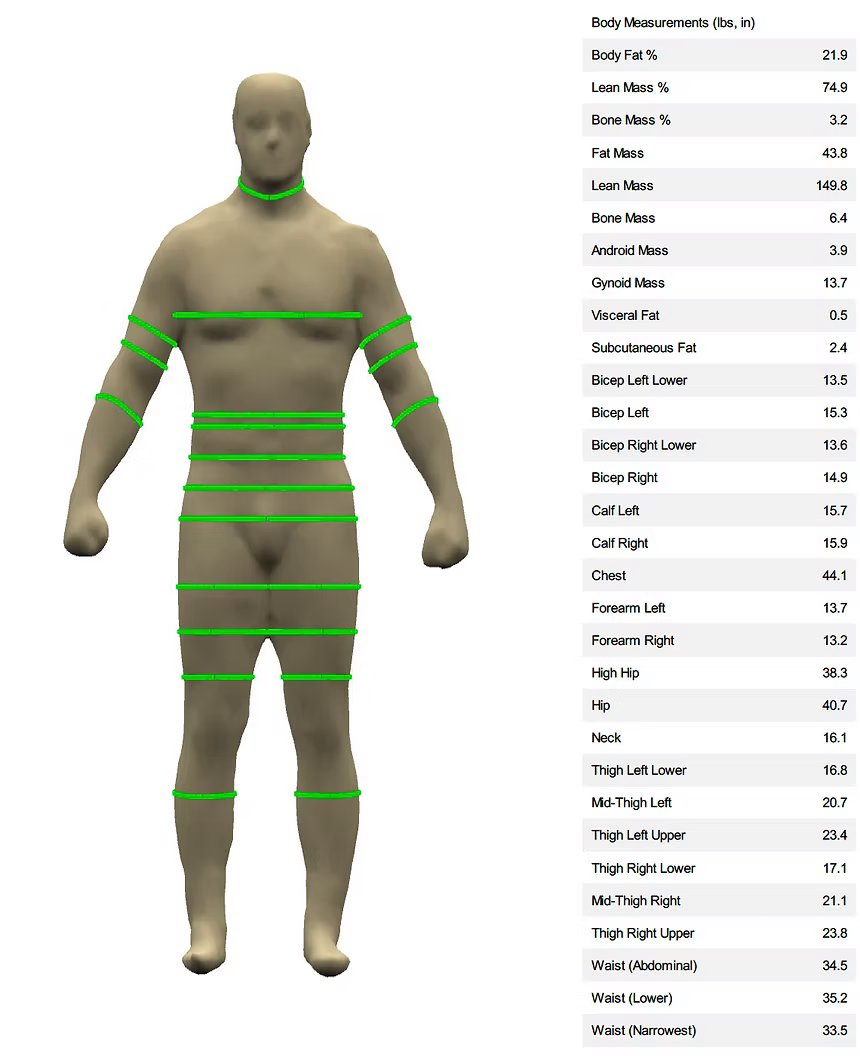 Body Measurements (lbs, in)
Body Fat % 21.9
Lean Mass % 74.9
Bone Mass % 3.2
Fat Mass 43.8
Lean Mass 149.8
Bone Mass 6.4
Android Mass 3.9
Gynoid Mass 13.7
Visceral Fat 0.5
Subcutaneous Fat 2.4
Bicep Left Lower 13.5
Bicep Left 15.3
Bicep Right Lower 13.6
Bicep Right 14.9
Calf Left 15.7
Calf Right 15.9
Chest 44.1
Forearm Left 13.7
Forearm Right 13.2
High Hip 38.3
Hip 40.7
Neck 16.1
Thigh Left Lower 16.8
Mid-Thigh Left 20.7
Thigh Left Upper 23.4
Thigh Right Lower 17.1
Mid-Thigh Right 21.1
Thigh Right Upper 23.8
Waist (Abdominal) 34.5
Waist (Lower) 35.2
Waist (Narrowest) 33.5